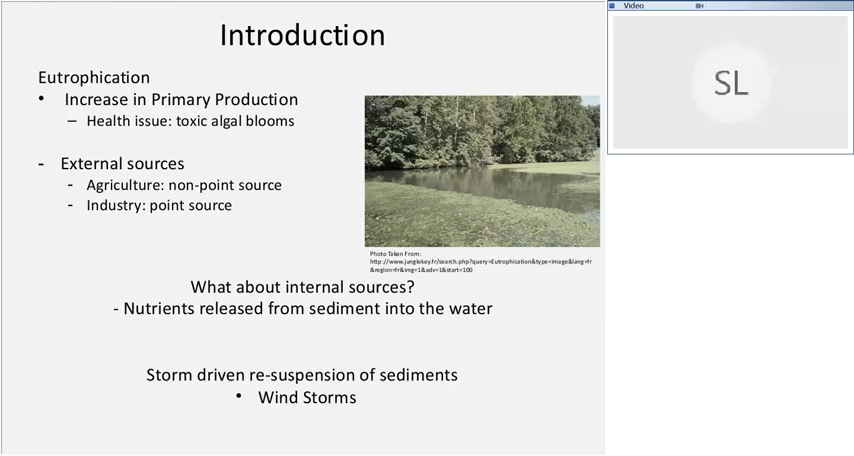 Introduction
Eutrophication
• Increase in Primary Production
– Health issue: toxic algal blooms
- External sources
- Agriculture: non-point source
- Industry: point source
Photo Taken From:
http://www.junglekey.fr/search.php?query=Eutrophication&type=image&lang=fr
&region=fr&img=1&adv=1&start=100
What about internal sources?
- Nutrients released from sediment into the water
Storm driven re-suspension of sediments
• Wind Storms
Video
SL